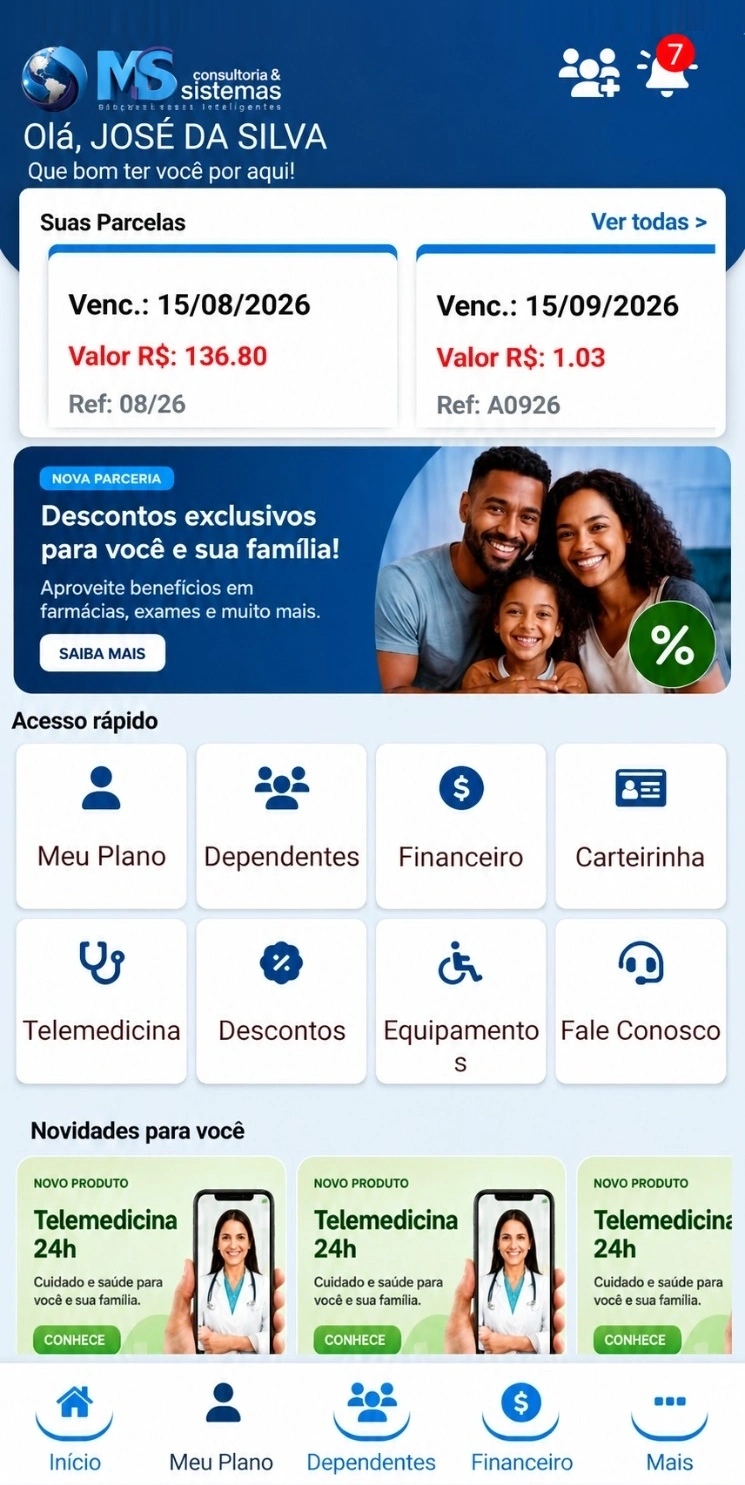 7
MS consultoria &
sistemas
Olá, JOSÉ DA SILVA
Que bom ter você por aqui!
Suas Parcelas
Ver todas >
Venc.: 15/08/2026
Valor R$: 136.80
Ref: 08/26
Venc.: 15/09/2026
Valor R$: 1.03
Ref: A0926
NOVA PARCERIA
Descontos exclusivos
para você e sua família!
Aproveite benefícios em
farmácias, exames e muito mais.
SAIBA MAIS
%
Acesso rápido
Meu Plano
Dependentes
Financeiro
Carteirinha
Telemedicina
Descontos
Equipamento
s
Fale Conosco
Novidades para você
NOVO PRODUTO
Telemedicina
24h
Cuidado e saúde para
você e sua família.
CONHECE
NOVO PRODUTO
Telemedicina
24h
Cuidado e saúde para
você e sua família.
CONHECE
NOVO PRODUTO
Telemedicina
24h
Cuidado e saúde para
você e sua família.
CONHECE
Início
Meu Plano
Dependentes
Financeiro
Mais